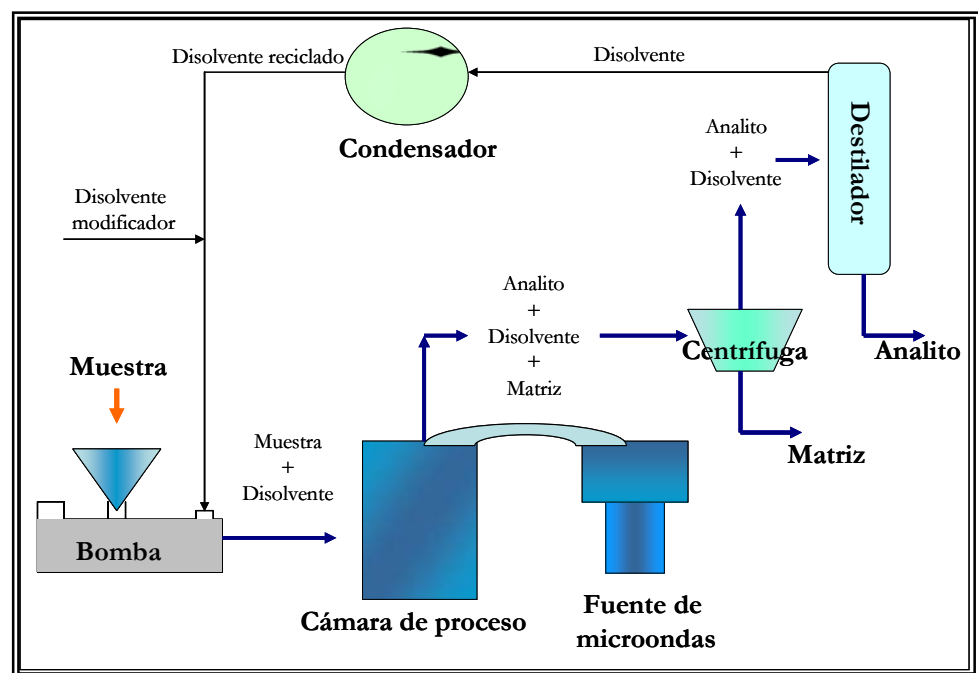 Disolvente reciclado
Disolvente
Condensador
Analito
+
Disolvente
Destilador
Disolvente
modificador
Analito
+
Disolvente
+
Matriz
Centrífuga
Analito
Muestra
Matriz
Muestra
+
Disolvente
Bomba
Cámara de proceso
Fuente de
microondas